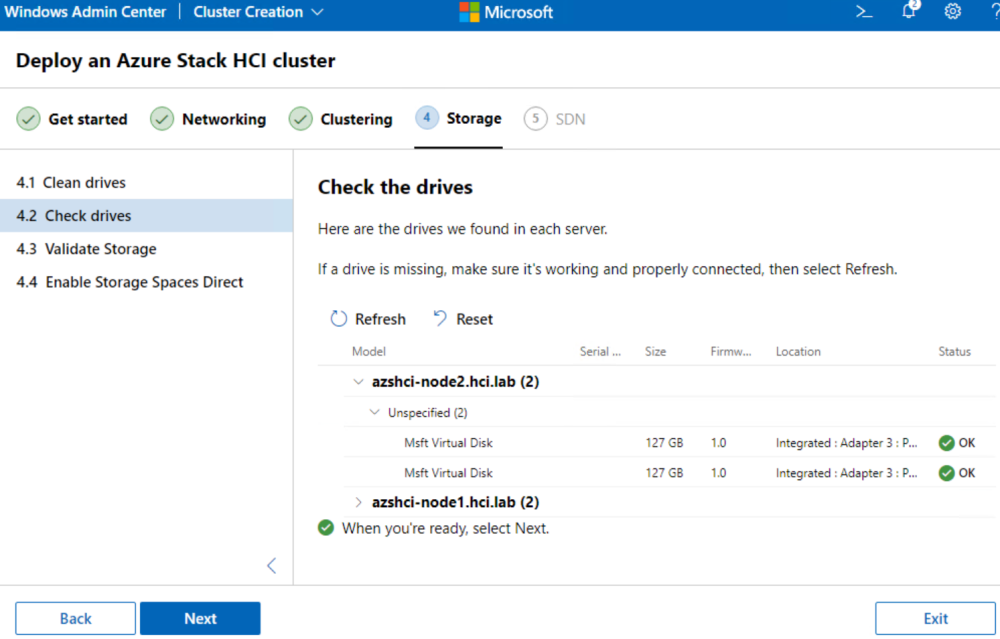 Windows Admin Center | Cluster Creation Microsoft 2 ?
Deploy an Azure Stack HCI cluster
Get started Networking Clustering 4 Storage 5 SDN
4.1 Clean drives
4.2 Check drives
4.3 Validate Storage
4.4 Enable Storage Spaces Direct
Check the drives
Here are the drives we found in each server.
If a drive is missing, make sure it's working and properly connected, then select Refresh.
Refresh Reset
Model Serial ... Size Firmw... Location Status
azshci-node2.hci.lab (2)
Unspecified (2)
Msft Virtual Disk 127 GB 1.0 Integrated : Adapter 3 : P... OK
Msft Virtual Disk 127 GB 1.0 Integrated : Adapter 3 : P... OK
azshci-node1.hci.lab (2)
When you're ready, select Next.
Back Next Exit